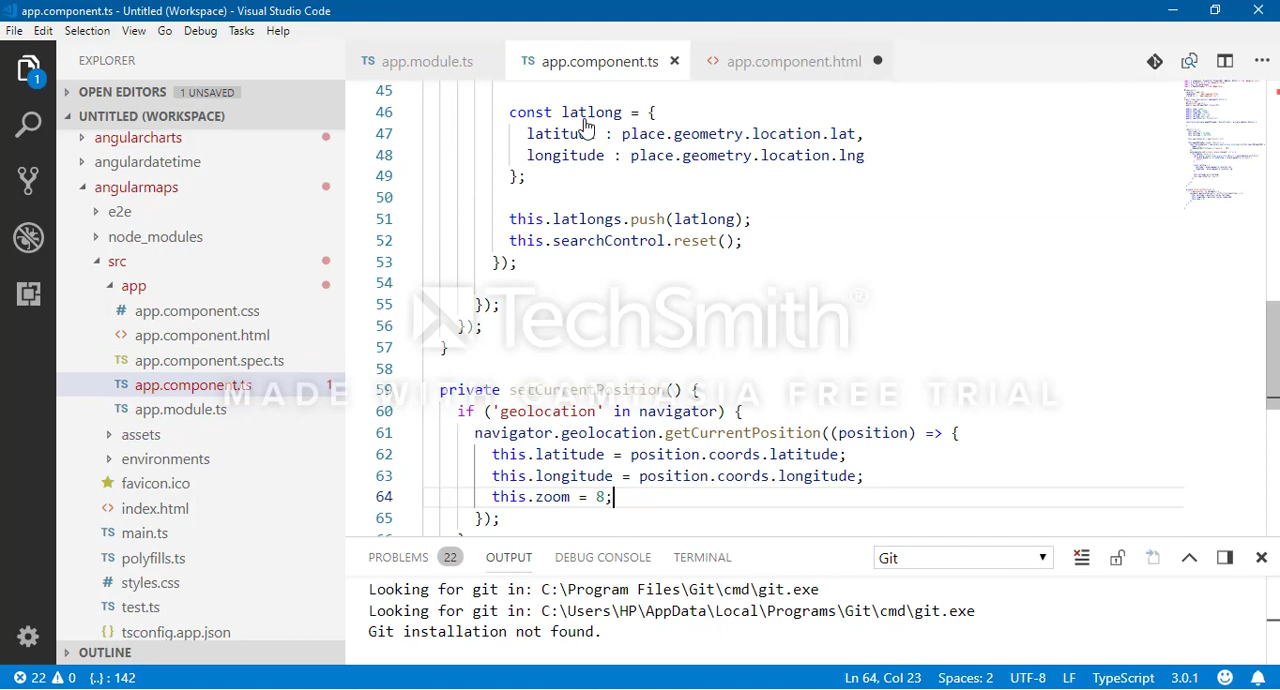 app.component.ts - Untitled (Workspace) - Visual Studio Code
File Edit Selection View Go Debug Tasks Help
EXPLORER
TS app.module.ts
TS app.component.ts
<> app.component.html
1
OPEN EDITORS 1 UNSAVED
UNTITLED (WORKSPACE)
angularcharts
angulardatetime
angularmaps
e2e
node_modules
src
app
# app.component.css
<> app.component.html
TS app.component.spec.ts
TS app.component.ts 1
TS app.module.ts
assets
environments
favicon.ico
<> index.html
TS main.ts
TS polyfills.ts
# styles.css
TS test.ts
{} tsconfig.app.json
OUTLINE
45
46 const latlong = {
47 latitude : place.geometry.location.lat,
48 longitude : place.geometry.location.lng
49 };
50
51 this.latlongs.push(latlong);
52 this.searchControl.reset();
53 });
54
55 });
56 });
57 }
58
59 private setCurrentPosition() {
60 if ('geolocation' in navigator) {
61 navigator.geolocation.getCurrentPosition((position) => {
62 this.latitude = position.coords.latitude;
63 this.longitude = position.coords.longitude;
64 this.zoom = 8;
65 });
TechSmith®
MADE WITH CAMTASIA FREE TRIAL
PROBLEMS 22 OUTPUT DEBUG CONSOLE TERMINAL Git
Looking for git in: C:\Program Files\Git\cmd\git.exe
Looking for git in: C:\Users\HP\AppData\Local\Programs\Git\cmd\git.exe
Git installation not found.
22 0 {..} : 142 Ln 64, Col 23 Spaces: 2 UTF-8 LF TypeScript 3.0.1